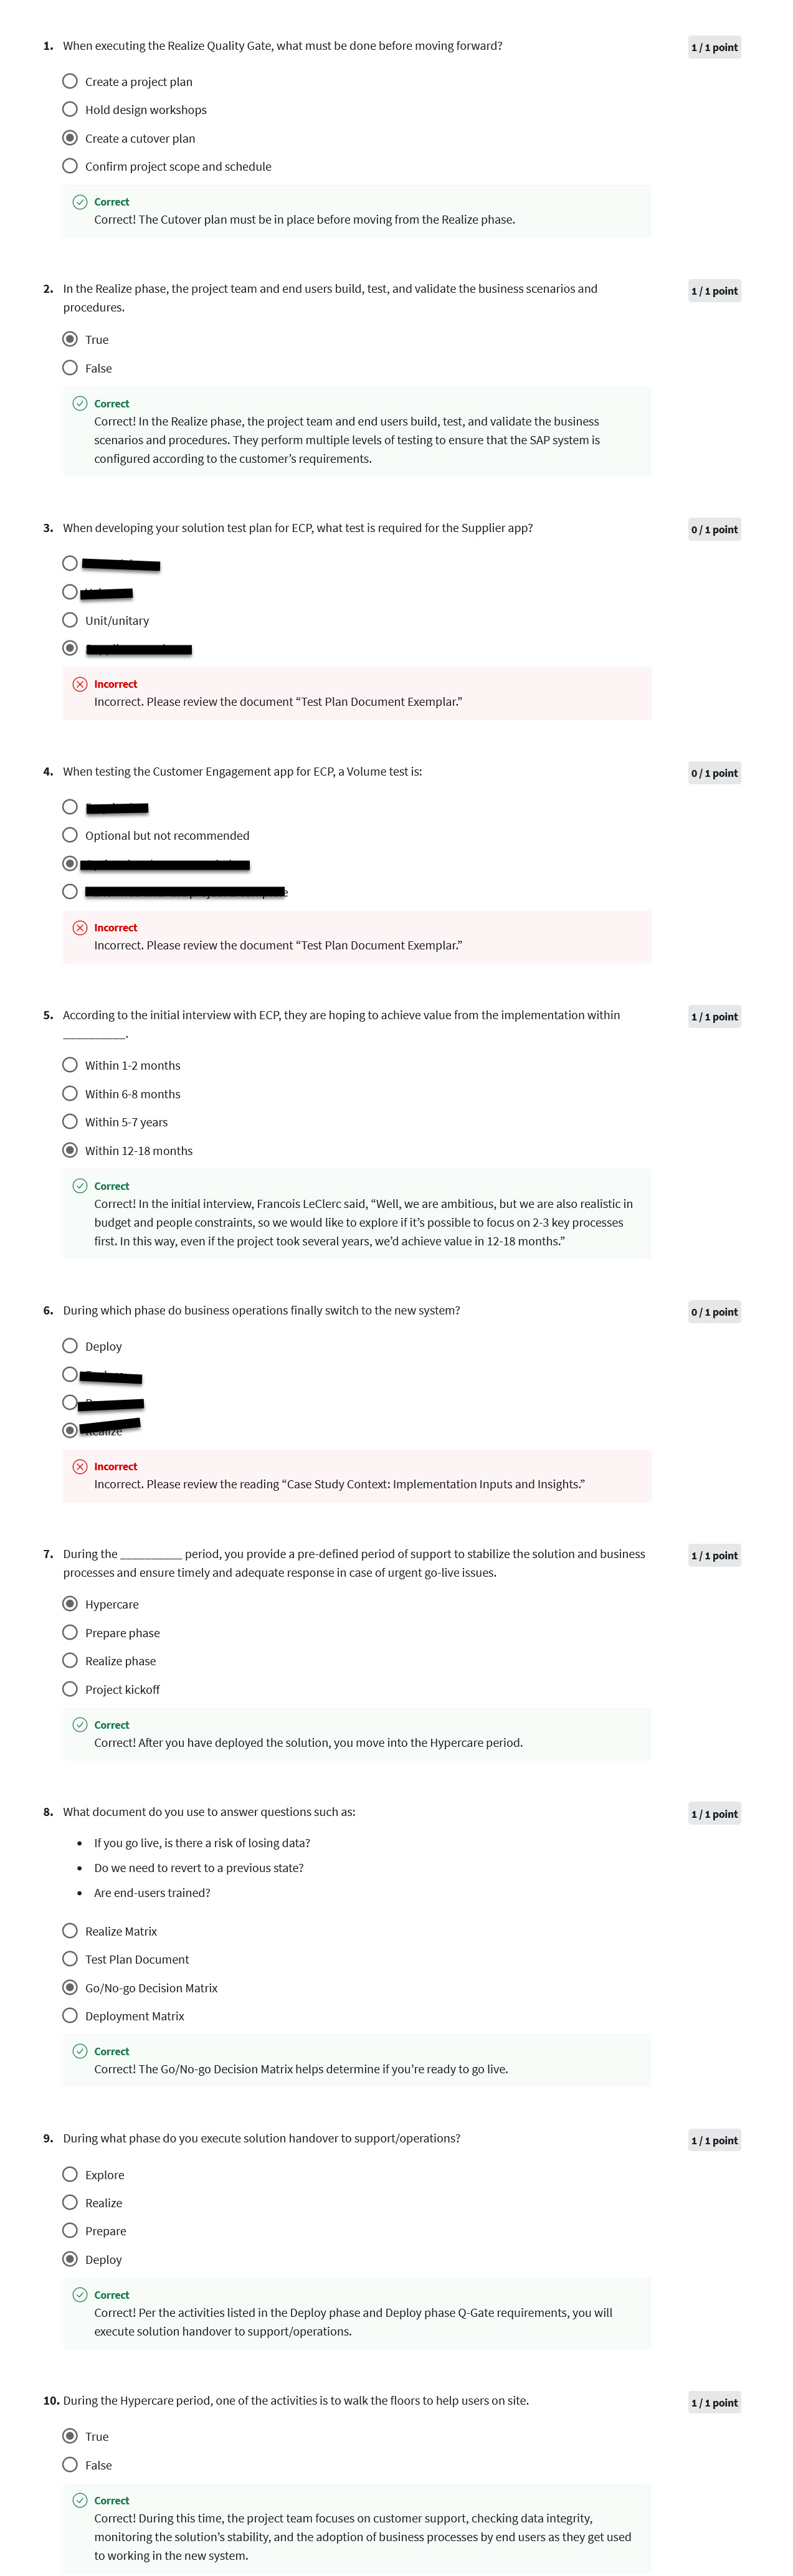 1. When executing the Realize Quality Gate, what must be done before moving forward?
1 / 1 point
Create a project plan
Hold design workshops
Create a cutover plan
Confirm project scope and schedule
Correct
Correct! The Cutover plan must be in place before moving from the Realize phase.
2. In the Realize phase, the project team and end users build, test, and validate the business scenarios and
procedures.
1 / 1 point
True
False
Correct
Correct! In the Realize phase, the project team and end users build, test, and validate the business
scenarios and procedures. They perform multiple levels of testing to ensure that the SAP system is
configured according to the customer’s requirements.
3. When developing your solution test plan for ECP, what test is required for the Supplier app?
0 / 1 point
Unit/unitary
Incorrect
Incorrect. Please review the document “Test Plan Document Exemplar.”
4. When testing the Customer Engagement app for ECP, a Volume test is:
0 / 1 point
Optional but not recommended
Incorrect
Incorrect. Please review the document “Test Plan Document Exemplar.”
5. According to the initial interview with ECP, they are hoping to achieve value from the implementation within
__________.
1 / 1 point
Within 1-2 months
Within 6-8 months
Within 5-7 years
Within 12-18 months
Correct
Correct! In the initial interview, Francois LeClerc said, “Well, we are ambitious, but we are also realistic in
budget and people constraints, so we would like to explore if it’s possible to focus on 2-3 key processes
first. In this way, even if the project took several years, we’d achieve value in 12-18 months.”
6. During which phase do business operations finally switch to the new system?
0 / 1 point
Deploy
Incorrect
Incorrect. Please review the reading “Case Study Context: Implementation Inputs and Insights.”
7. During the __________ period, you provide a pre-defined period of support to stabilize the solution and business
processes and ensure timely and adequate response in case of urgent go-live issues.
1 / 1 point
Hypercare
Prepare phase
Realize phase
Project kickoff
Correct
Correct! After you have deployed the solution, you move into the Hypercare period.
8. What document do you use to answer questions such as:
1 / 1 point
• If you go live, is there a risk of losing data?
• Do we need to revert to a previous state?
• Are end-users trained?
Realize Matrix
Test Plan Document
Go/No-go Decision Matrix
Deployment Matrix
Correct
Correct! The Go/No-go Decision Matrix helps determine if you’re ready to go live.
9. During what phase do you execute solution handover to support/operations?
1 / 1 point
Explore
Realize
Prepare
Deploy
Correct
Correct! Per the activities listed in the Deploy phase and Deploy phase Q-Gate requirements, you will
execute solution handover to support/operations.
10. During the Hypercare period, one of the activities is to walk the floors to help users on site.
1 / 1 point
True
False
Correct
Correct! During this time, the project team focuses on customer support, checking data integrity,
monitoring the solution’s stability, and the adoption of business processes by end users as they get used
to working in the new system.